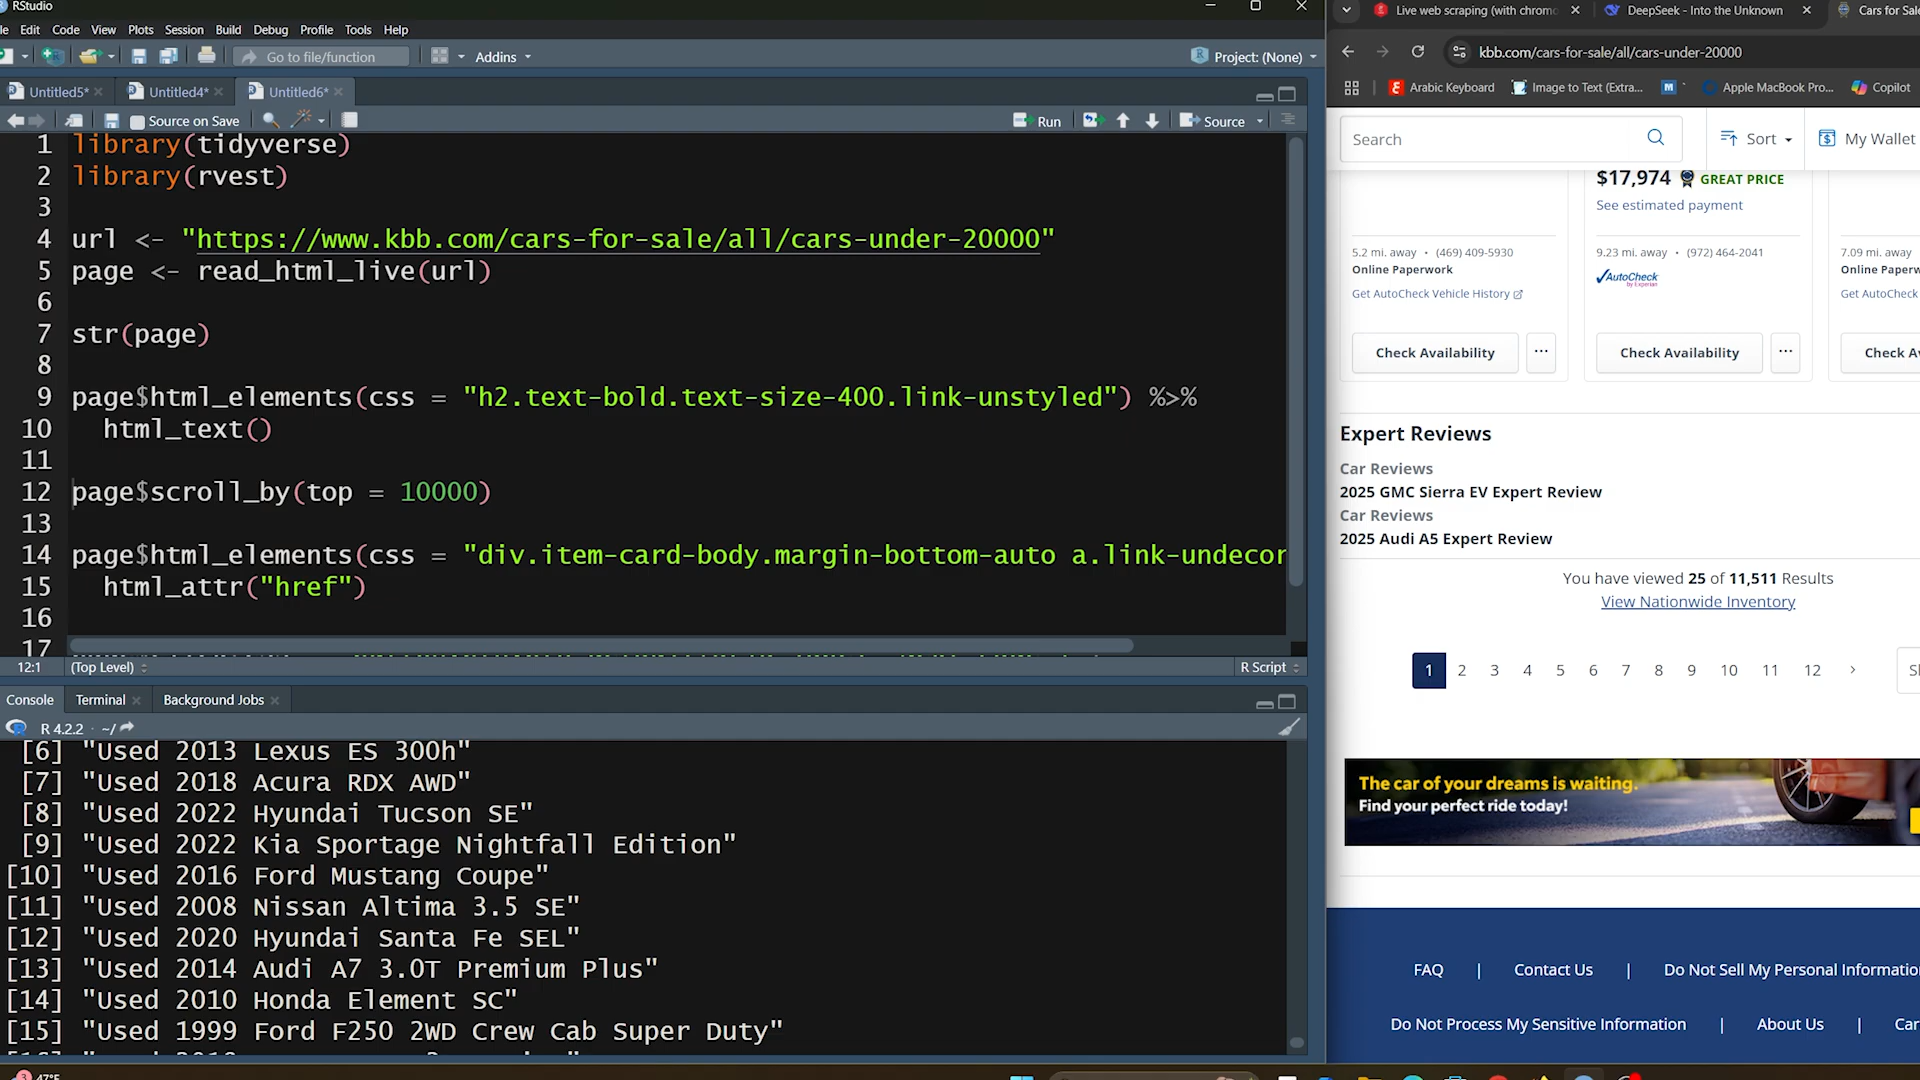 RStudio
Edit Code View Plots Session Build Debug Profile Tools Help
Go to file/function Addins Project: (None)
Untitled5* Untitled4* Untitled6*
Source on Save Run Source
1 library(tidyverse)
2 library(rvest)
3
4 url <- "https://www.kbb.com/cars-for-sale/all/cars-under-20000"
5 page <- read_html_live(url)
6
7 str(page)
8
9 page$html_elements(css = "h2.text-bold.text-size-400.link-unstyled") %>%
10 html_text()
11
12 page$scroll_by(top = 10000)
13
14 page$html_elements(css = "div.item-card-body.margin-bottom-auto a.link-undecor
15 html_attr("href")
16
17
12:1 (Top Level) R Script
Console Terminal Background Jobs
R 4.2.2 · ~/
[6] "Used 2013 Lexus ES 300h"
[7] "Used 2018 Acura RDX AWD"
[8] "Used 2022 Hyundai Tucson SE"
[9] "Used 2022 Kia Sportage Nightfall Edition"
[10] "Used 2016 Ford Mustang Coupe"
[11] "Used 2008 Nissan Altima 3.5 SE"
[12] "Used 2020 Hyundai Santa Fe SEL"
[13] "Used 2014 Audi A7 3.0T Premium Plus"
[14] "Used 2010 Honda Element SC"
[15] "Used 1999 Ford F250 2WD Crew Cab Super Duty"
3 47°F
Live web scraping (with chromo DeepSeek - Into the Unknown Cars for Sale
kbb.com/cars-for-sale/all/cars-under-20000
Arabic Keyboard Image to Text (Extra... Apple MacBook Pro... Copilot
Search Sort My Wallet
$17,974 GREAT PRICE
See estimated payment
5.2 mi. away • (469) 409-5930 9.23 mi. away • (972) 464-2041 7.09 mi. away
Online Paperwork AutoCheck Online Paperw
by Experian
Get AutoCheck Vehicle History Get AutoCheck
Check Availability ... Check Availability ... Check Av
Expert Reviews
Car Reviews
2025 GMC Sierra EV Expert Review
Car Reviews
2025 Audi A5 Expert Review
You have viewed 25 of 11,511 Results
View Nationwide Inventory
1 2 3 4 5 6 7 8 9 10 11 12 >
The car of your dreams is waiting.
Find your perfect ride today!
FAQ | Contact Us | Do Not Sell My Personal Informatio
Do Not Process My Sensitive Information | About Us | Car